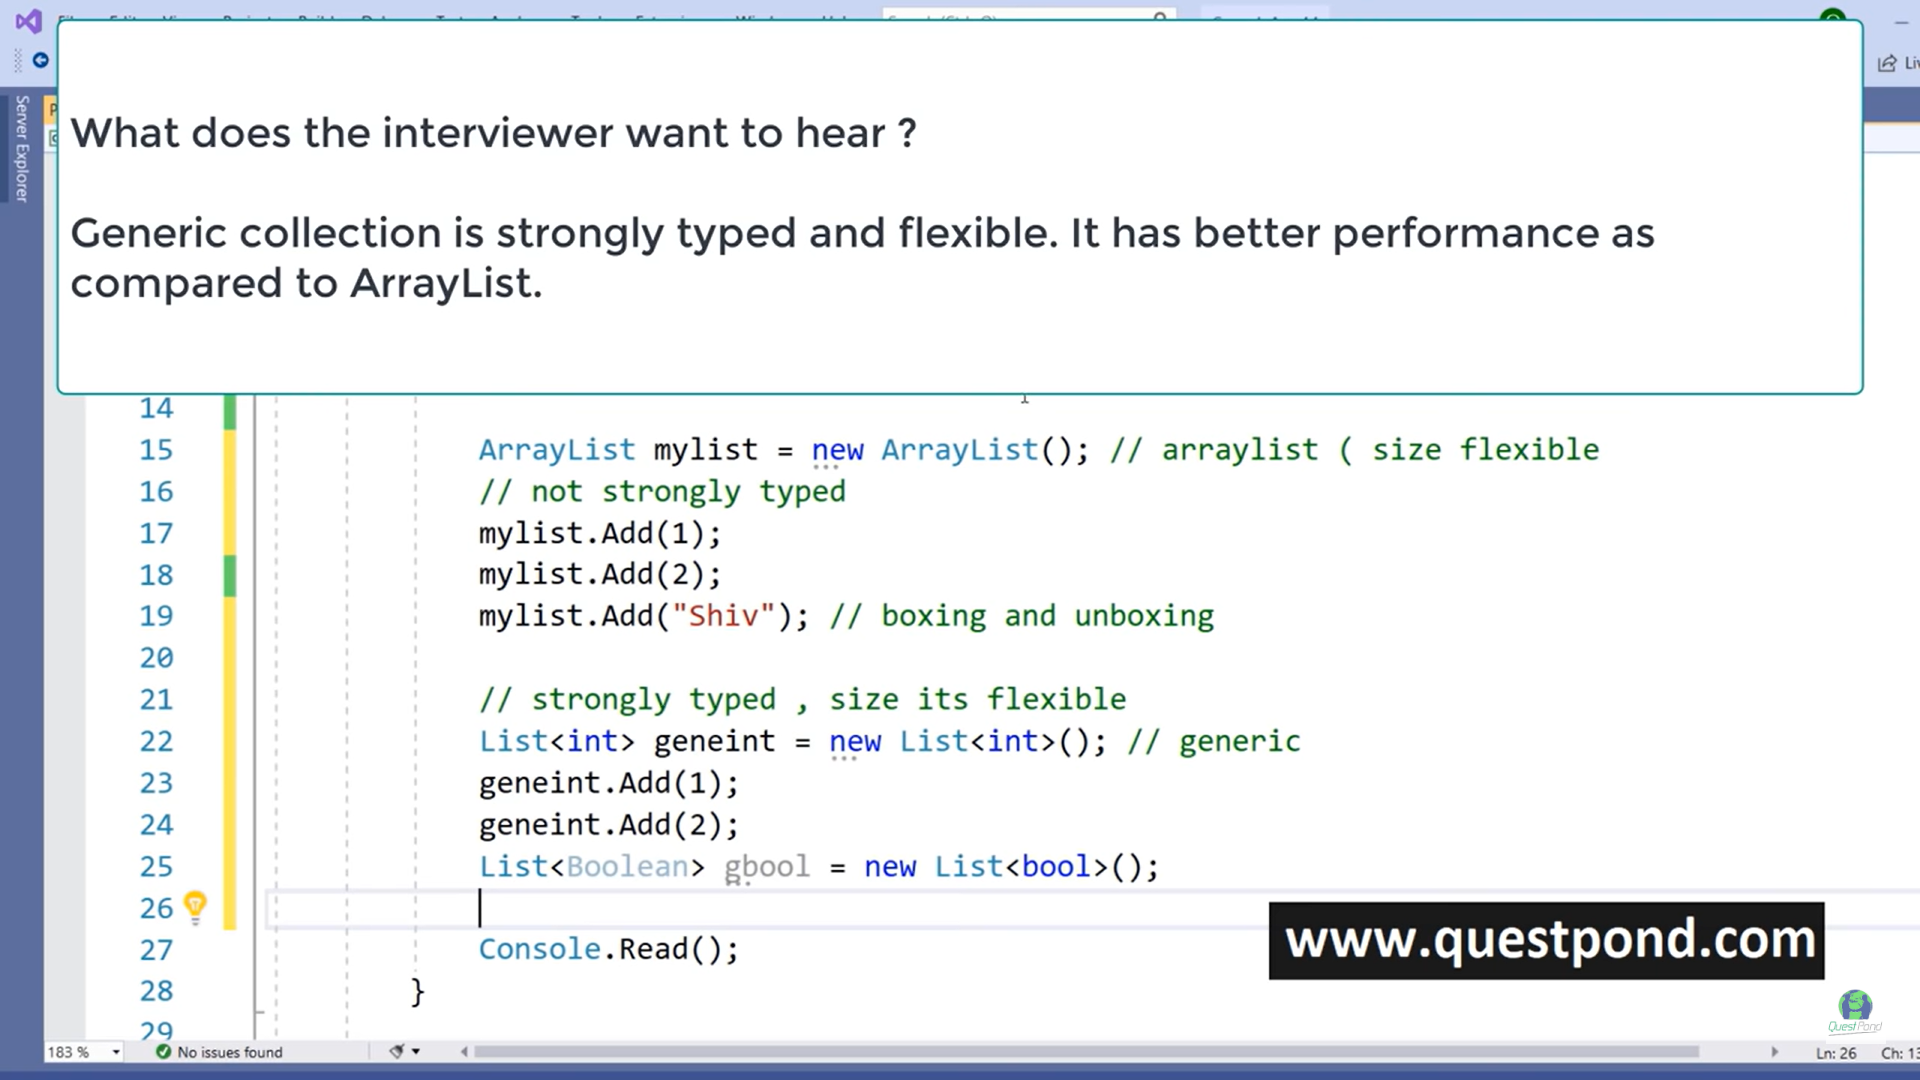 Server Explorer
What does the interviewer want to hear ?
Generic collection is strongly typed and flexible. It has better performance as
compared to ArrayList.
14
15 ArrayList mylist = new ArrayList(); // arraylist ( size flexible
16 // not strongly typed
17 mylist.Add(1);
18 mylist.Add(2);
19 mylist.Add("Shiv"); // boxing and unboxing
20
21 // strongly typed , size its flexible
22 List<int> geneint = new List<int>(); // generic
23 geneint.Add(1);
24 geneint.Add(2);
25 List<Boolean> gbool = new List<bool>();
26
27 Console.Read();
28 }
29
www.questpond.com
QuestPond
183 % No issues found Ln: 26 Ch: 13